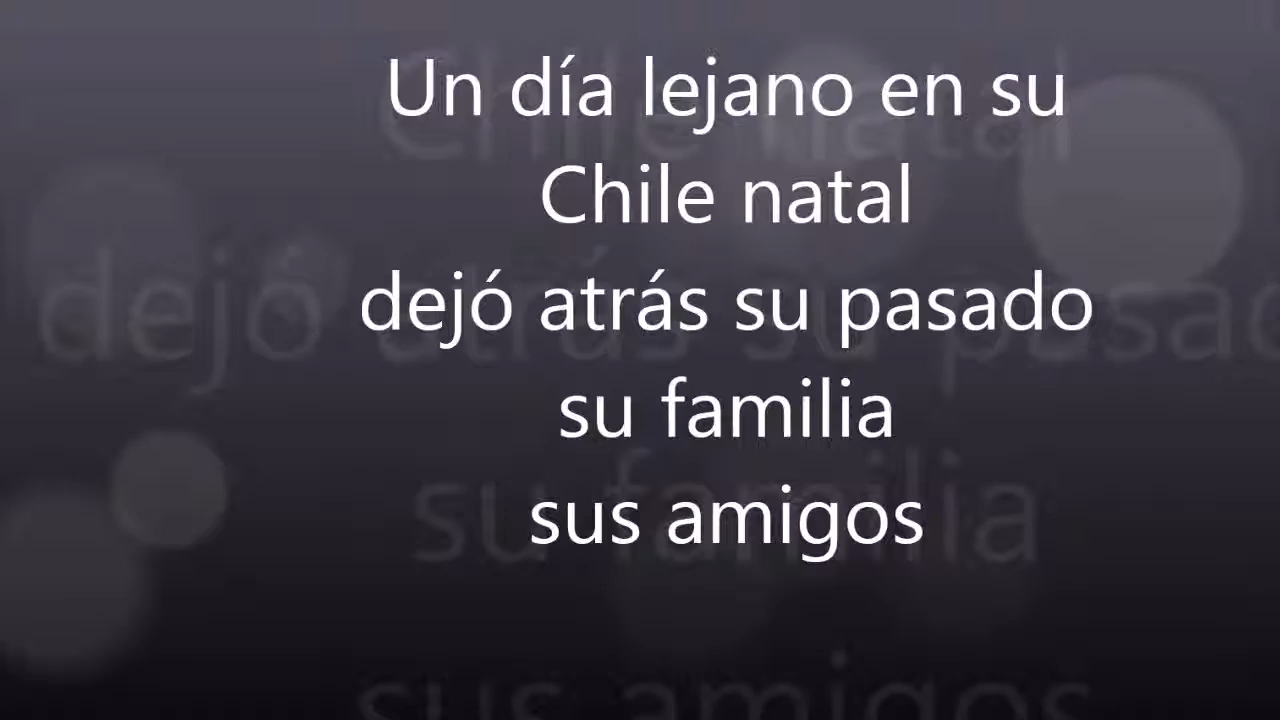 Un día lejano en su
Chile natal
dejó atrás su pasado
su familia
sus amigos